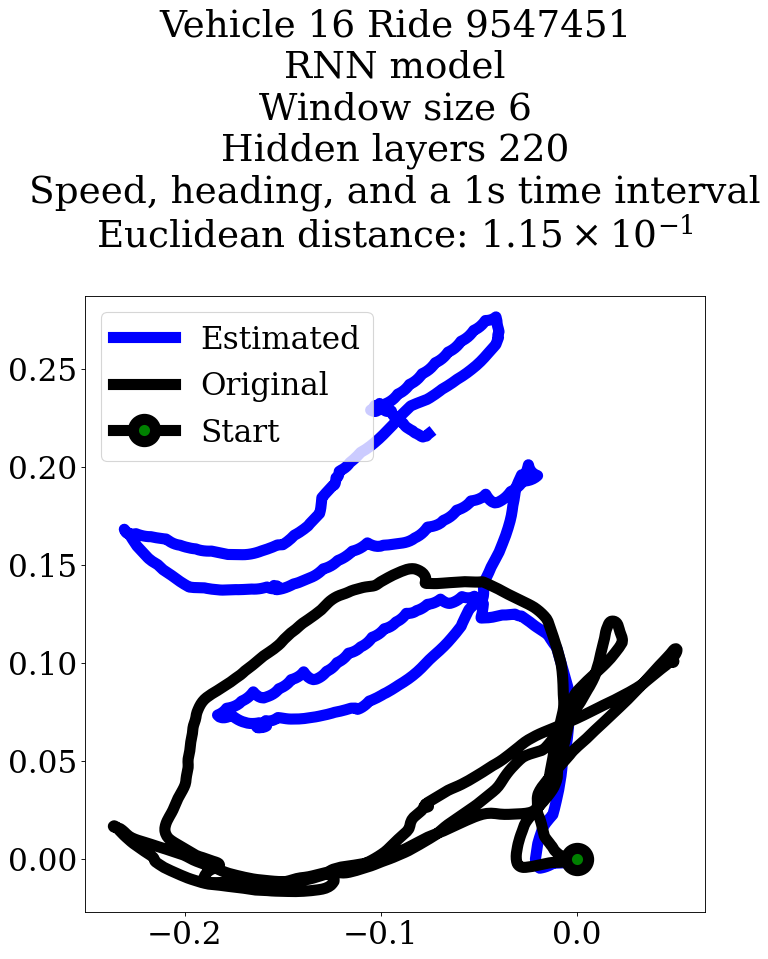 Vehicle 16 Ride 9547451
RNN model
Window size 6
Hidden layers 220
Speed, heading, and a 1s time interval
Euclidean distance: 1.15 × 10⁻¹
Estimated
Original
Start
0.25
0.20
0.15
0.10
0.05
0.00
−0.2
−0.1
0.0